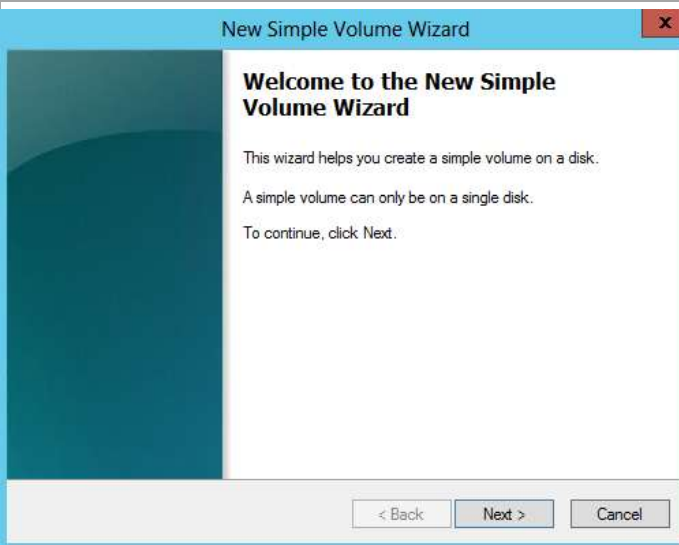 New Simple Volume Wizard
x
Welcome to the New Simple
Volume Wizard
This wizard helps you create a simple volume on a disk.
A simple volume can only be on a single disk.
To continue, click Next.
< Back Next > Cancel